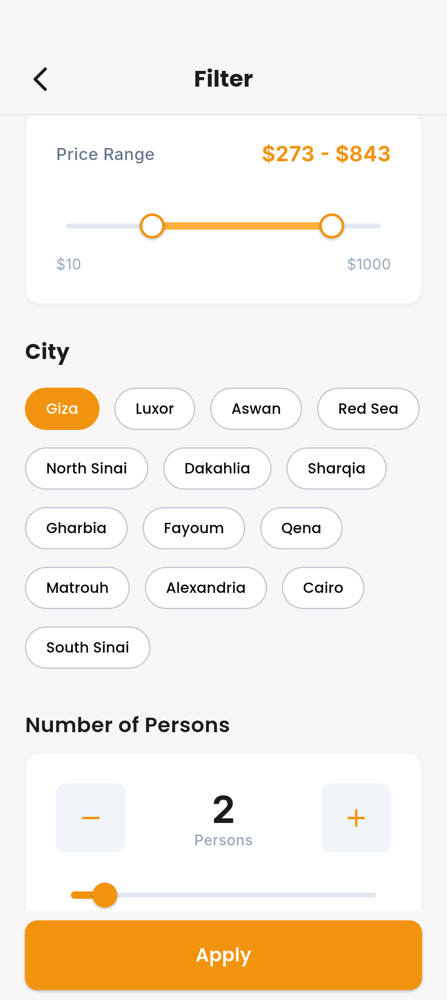 Filter
Price Range $273 - $843
$10 $1000
City
Giza Luxor Aswan Red Sea
North Sinai Dakahlia Sharqia
Gharbia Fayoum Qena
Matrouh Alexandria Cairo
South Sinai
Number of Persons
− 2 +
Persons
Apply